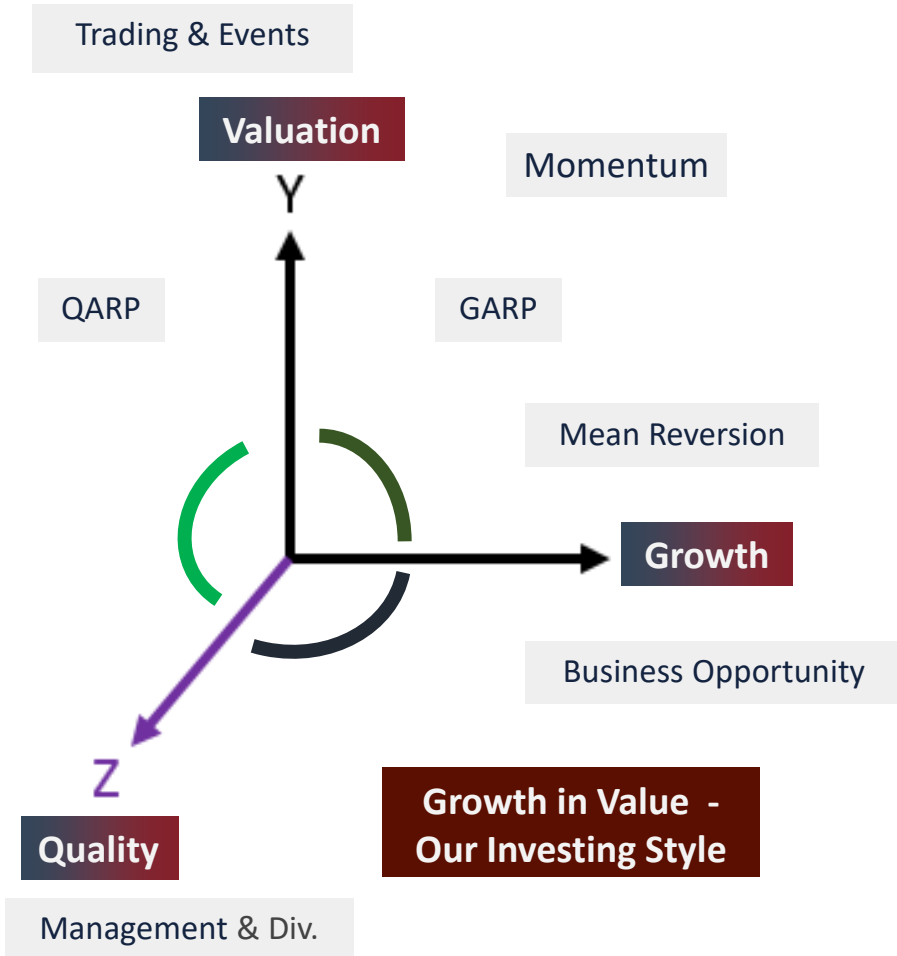 Trading & Events
Valuation
Momentum
Y
QARP
GARP
Mean Reversion
Growth
Business Opportunity
Z
Growth in Value -
Our Investing Style
Quality
Management & Div.